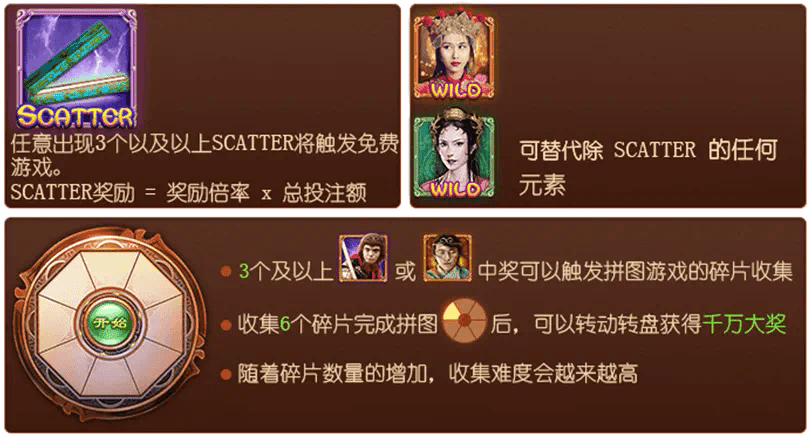 SCATTER
任意出现3个以及以上SCATTER将触发免费
游戏。
SCATTER奖励 = 奖励倍率 x 总投注额
WILD
WILD
可替代除 SCATTER 的任何
元素
开始
3个及以上 或 中奖可以触发拼图游戏的碎片收集
收集6个碎片完成拼图 后，可以转动转盘获得千万大奖
随着碎片数量的增加，收集难度会越来越高